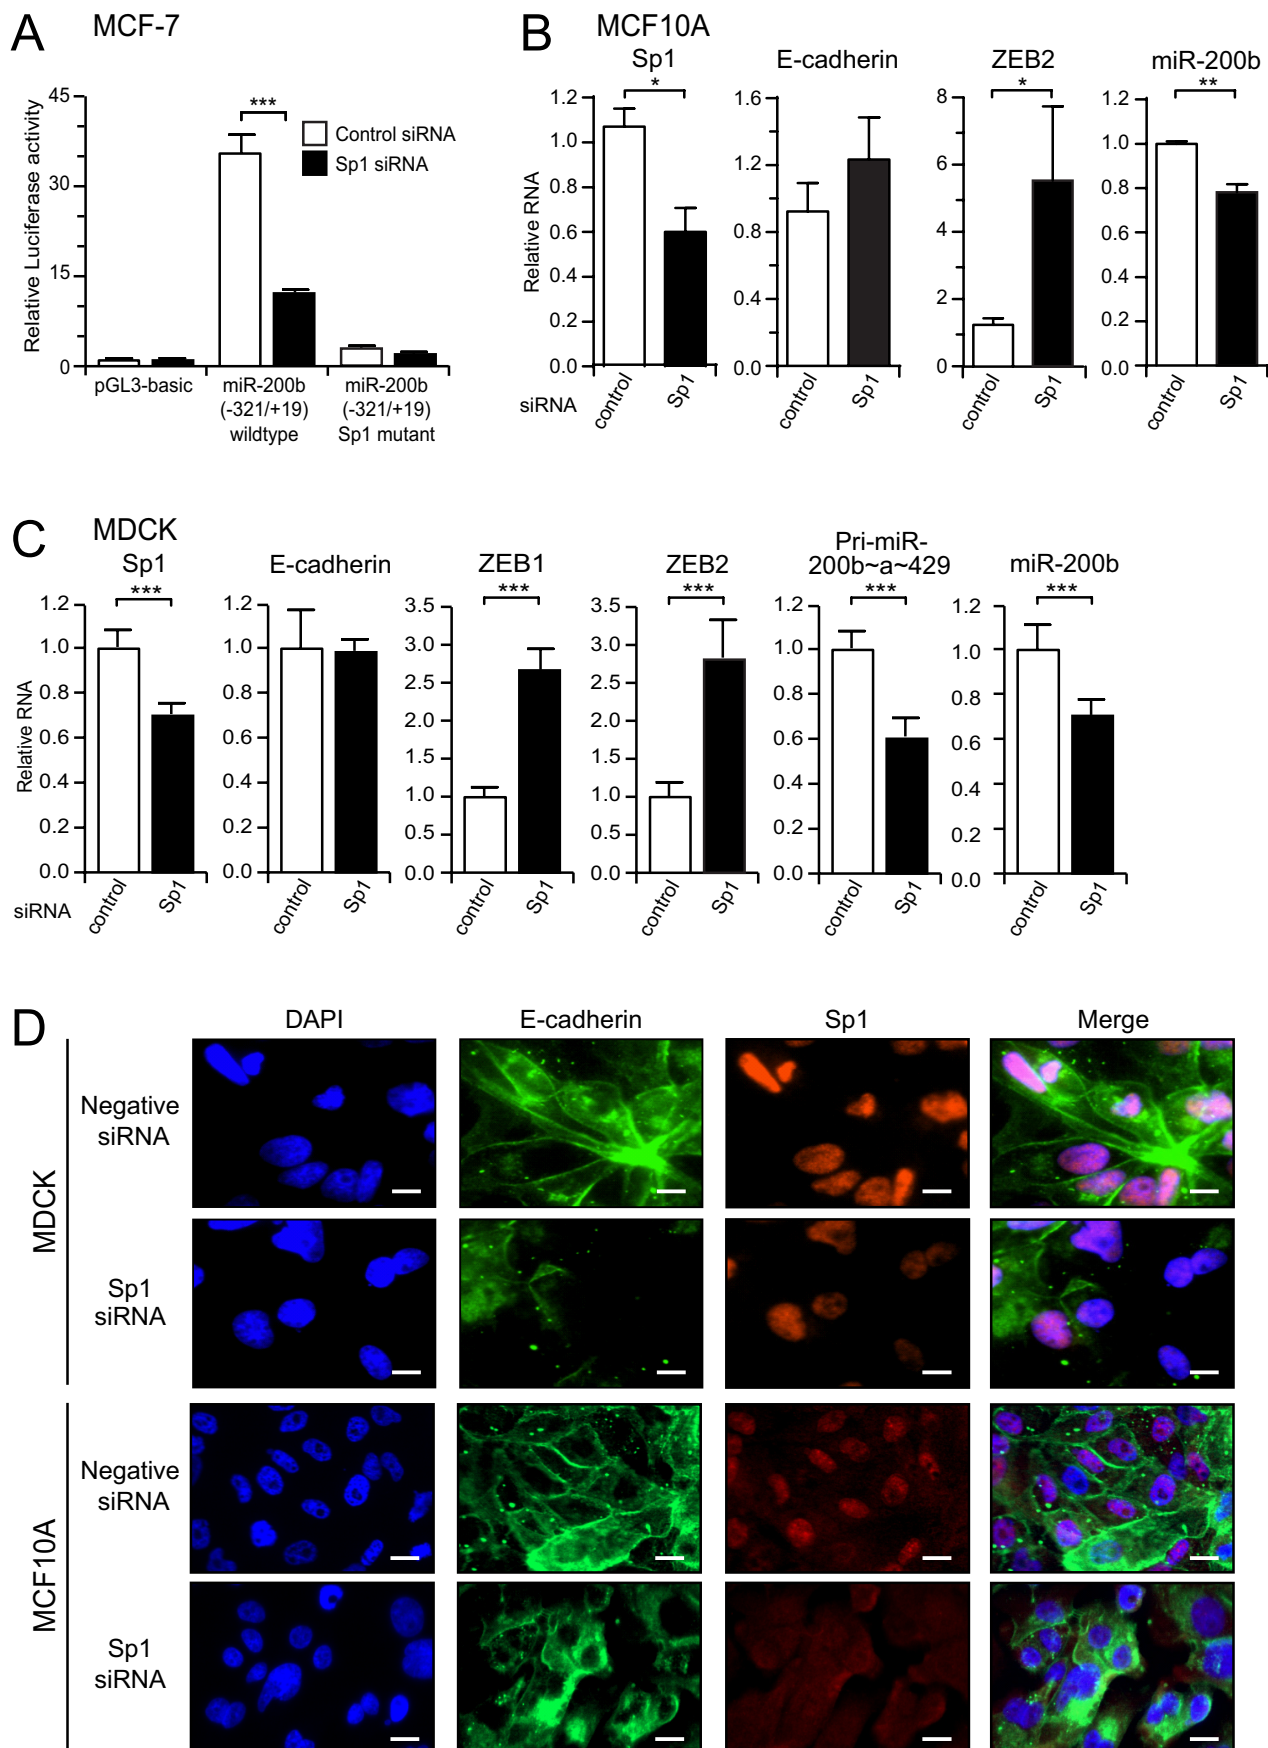 A MCF-7
45
30
15
0
Relative Luciferase activity
***
Control siRNA
Sp1 siRNA
pGL3-basic
miR-200b
(-321/+19)
wildtype
miR-200b
(-321/+19)
Sp1 mutant
B MCF10A
Sp1
*
1.2
1.0
0.8
0.6
0.4
0.2
0.0
Relative RNA
siRNA
control
Sp1
E-cadherin
1.6
1.2
0.8
0.4
0.0
control
Sp1
ZEB2
*
8
6
4
2
0
control
Sp1
miR-200b
**
1.2
1.0
0.8
0.6
0.4
0.2
0.0
control
Sp1
C MDCK
Sp1
***
1.2
1.0
0.8
0.6
0.4
0.2
0.0
Relative RNA
siRNA
control
Sp1
E-cadherin
1.2
1.0
0.8
0.6
0.4
0.2
0.0
control
Sp1
ZEB1
***
3.5
3.0
2.5
2.0
1.5
1.0
0.5
0.0
control
Sp1
ZEB2
***
3.5
3.0
2.5
2.0
1.5
1.0
0.5
0.0
control
Sp1
Pri-miR-
200b~a~429
***
1.2
1.0
0.8
0.6
0.4
0.2
0.0
control
Sp1
miR-200b
***
1.2
1.0
0.8
0.6
0.4
0.2
0.0
control
Sp1
D
DAPI
E-cadherin
Sp1
Merge
MDCK
Negative
siRNA
Sp1
siRNA
MCF10A
Negative
siRNA
Sp1
siRNA